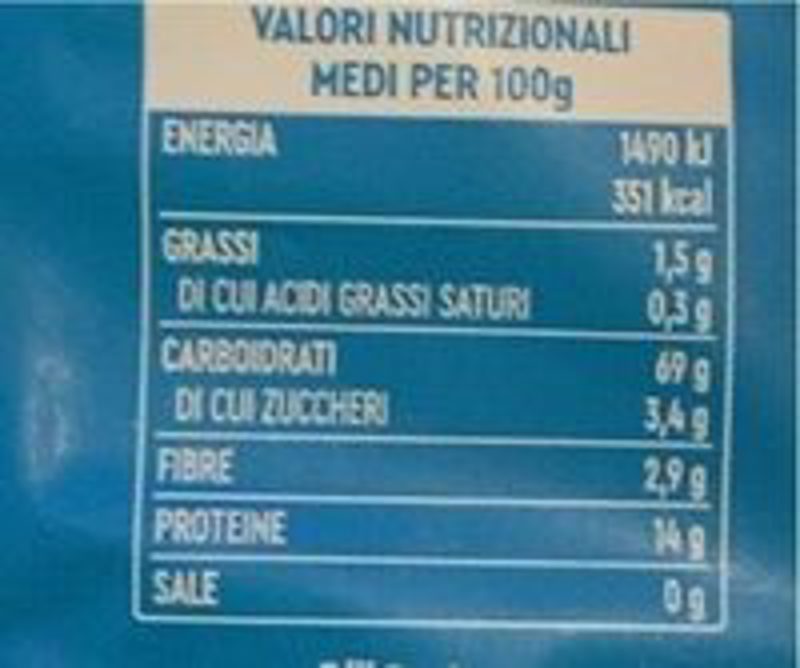 VALORI NUTRIZIONALI
MEDI PER 100g
ENERGIA 1490 kJ
351 kcal
GRASSI 1,5 g
DI CUI ACIDI GRASSI SATURI 0,3 g
CARBOIDRATI 69 g
DI CUI ZUCCHERI 3,4 g
FIBRE 2,9 g
PROTEINE 14 g
SALE 0 g